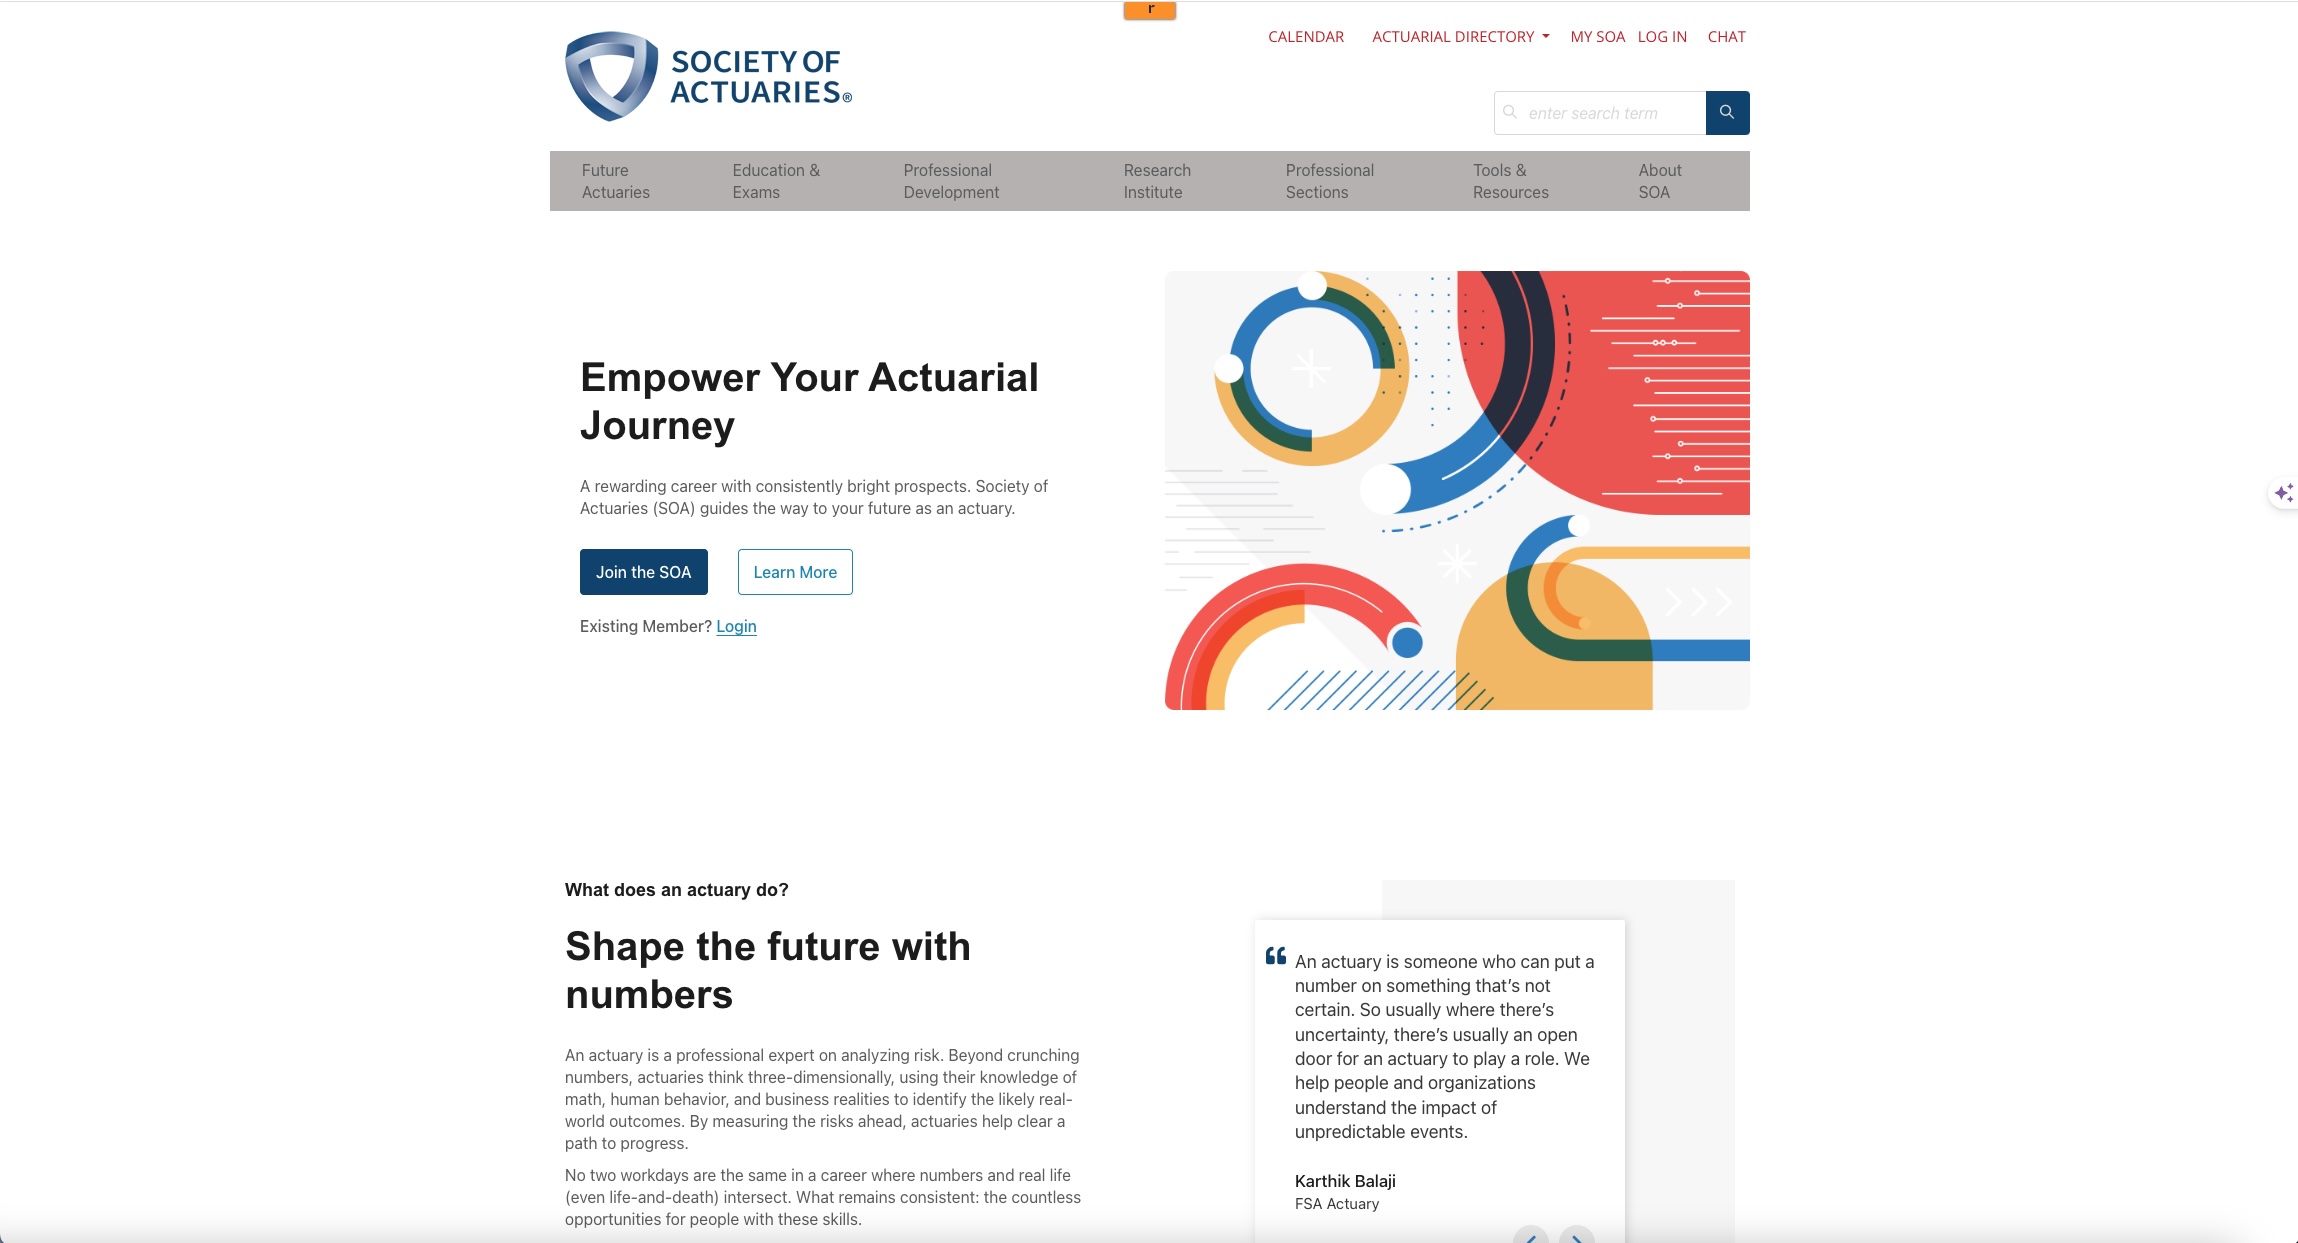 r
CALENDAR ACTUARIAL DIRECTORY MY SOA LOG IN CHAT
SOCIETY OF
ACTUARIES®
enter search term
Future Actuaries
Education & Exams
Professional Development
Research Institute
Professional Sections
Tools & Resources
About SOA
Empower Your Actuarial
Journey
A rewarding career with consistently bright prospects. Society of
Actuaries (SOA) guides the way to your future as an actuary.
Join the SOA Learn More
Existing Member? Login
What does an actuary do?
Shape the future with
numbers
An actuary is a professional expert on analyzing risk. Beyond crunching
numbers, actuaries think three-dimensionally, using their knowledge of
math, human behavior, and business realities to identify the likely real-
world outcomes. By measuring the risks ahead, actuaries help clear a
path to progress.
No two workdays are the same in a career where numbers and real life
(even life-and-death) intersect. What remains consistent: the countless
opportunities for people with these skills.
“ An actuary is someone who can put a
number on something that’s not
certain. So usually where there’s
uncertainty, there’s usually an open
door for an actuary to play a role. We
help people and organizations
understand the impact of
unpredictable events.
Karthik Balaji
FSA Actuary